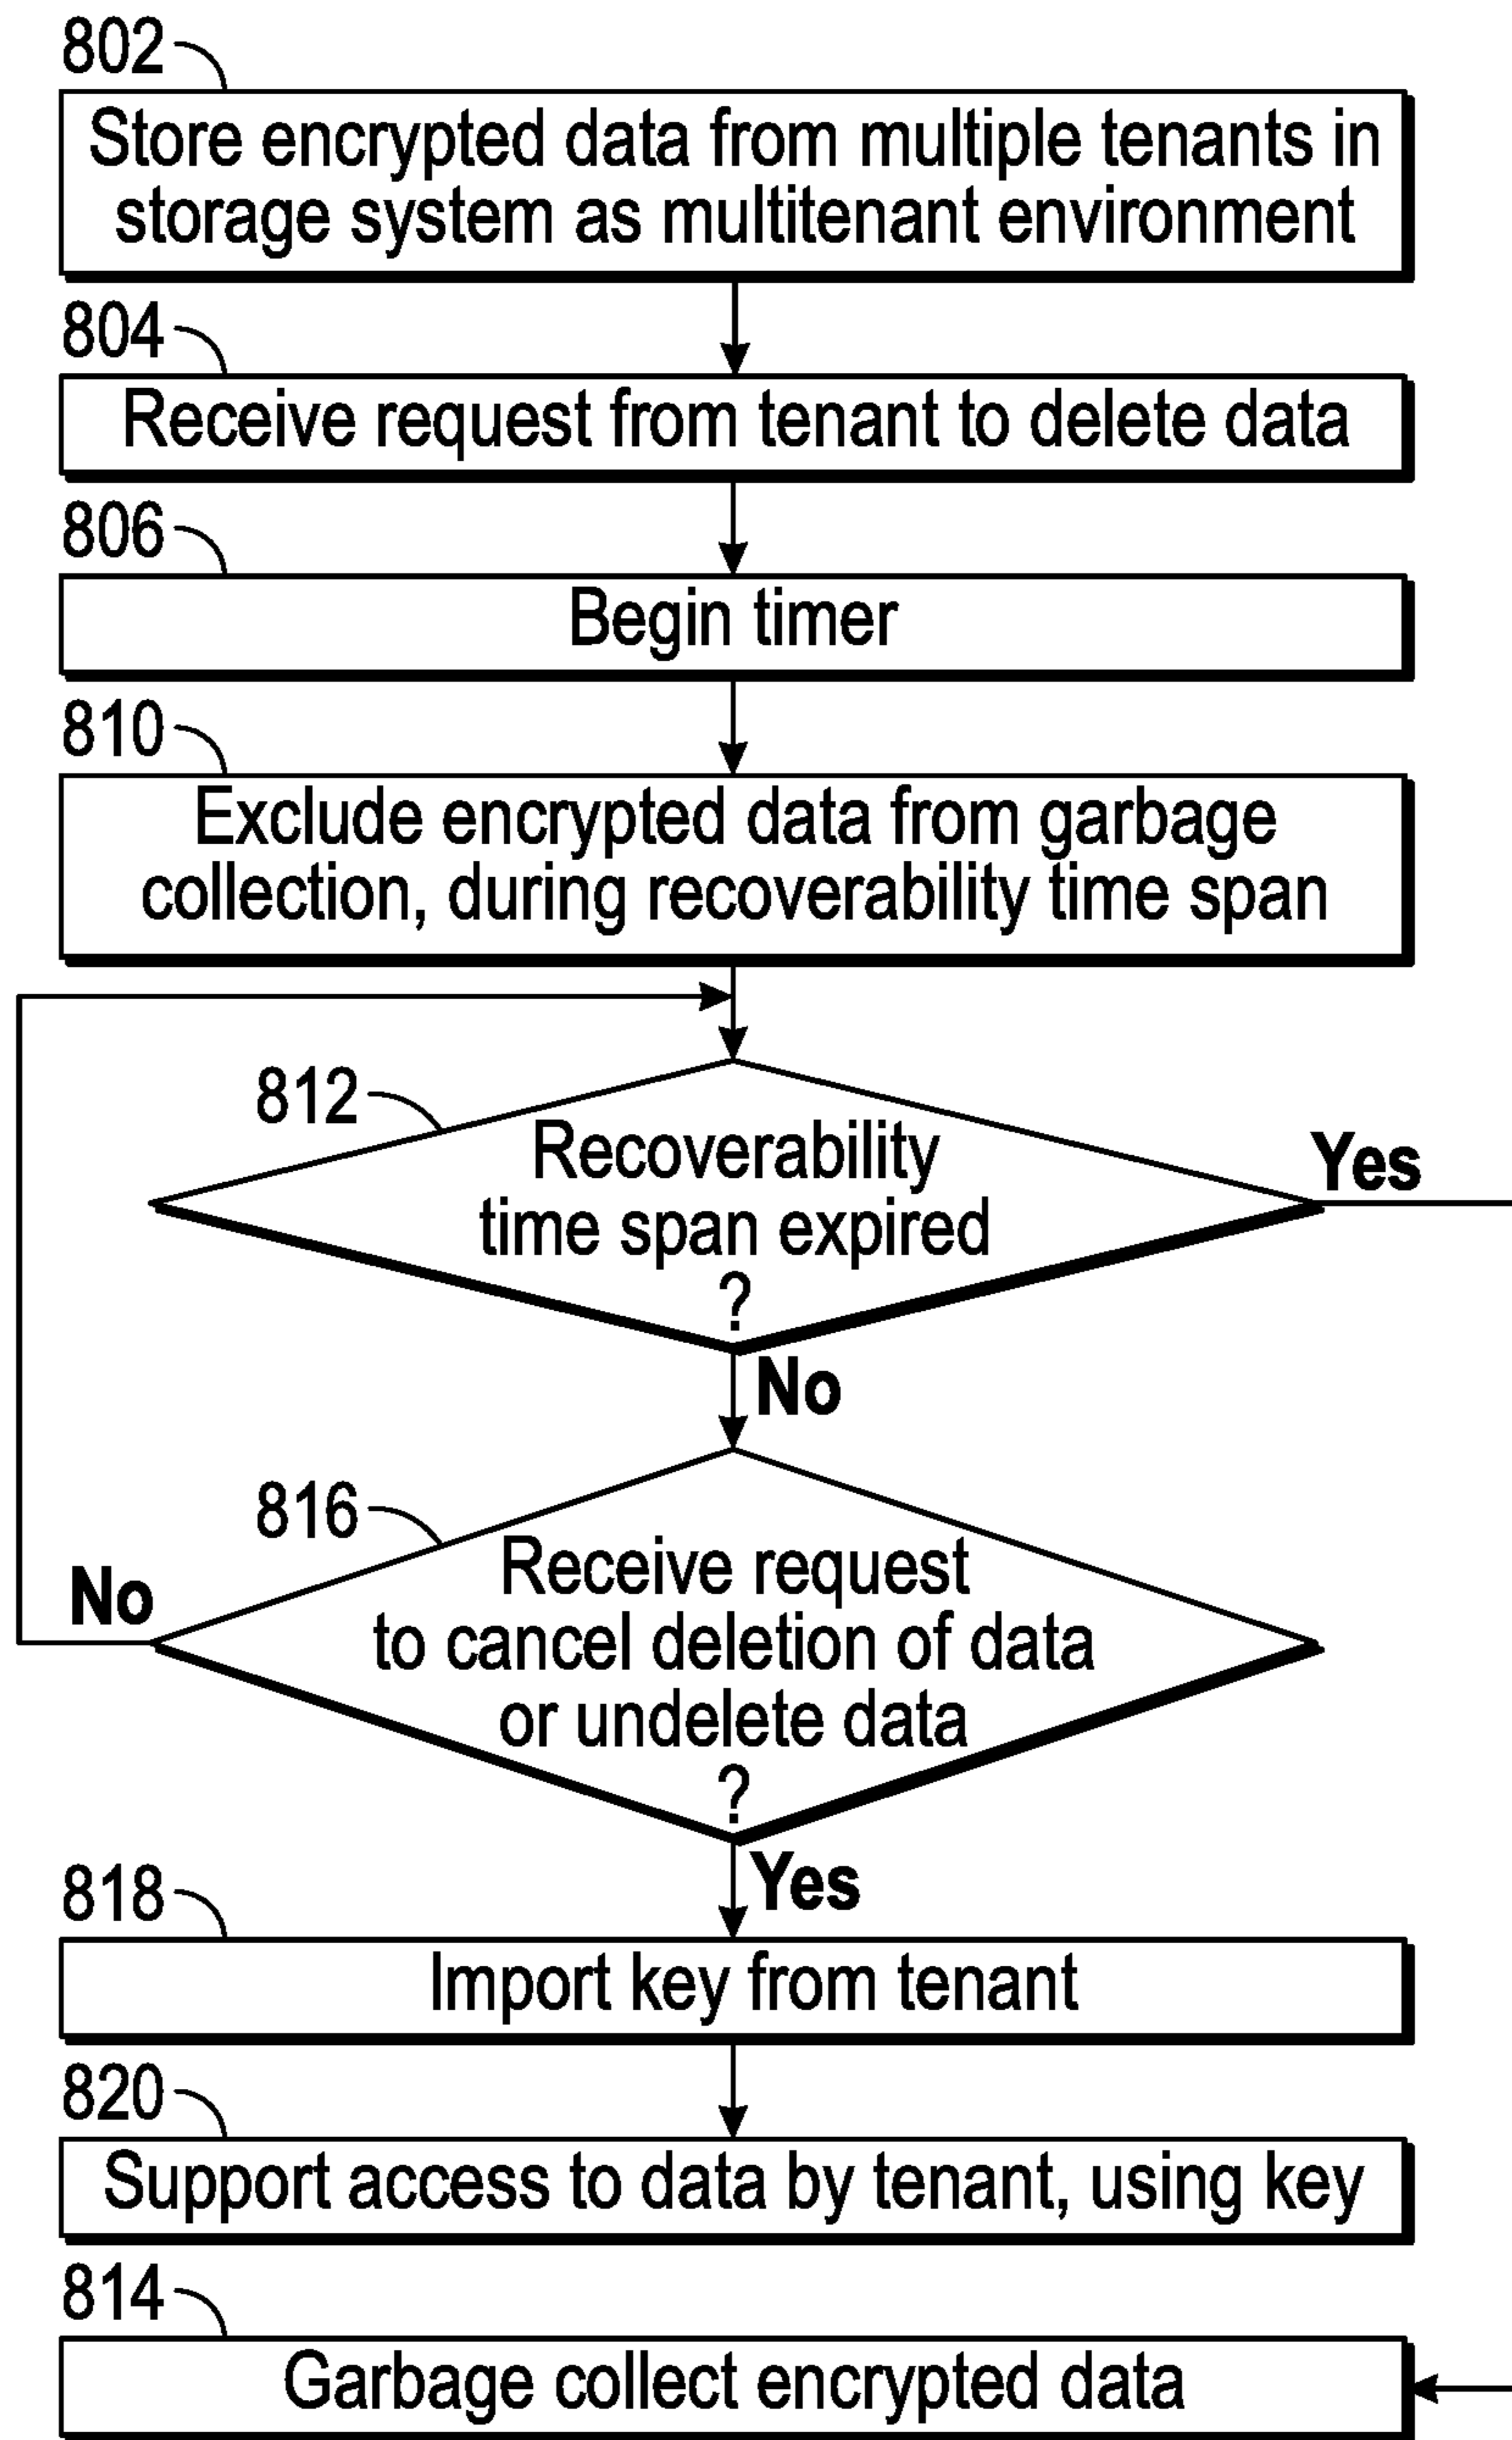 802
Store encrypted data from multiple tenants in
storage system as multitenant environment
804
Receive request from tenant to delete data
806
Begin timer
810
Exclude encrypted data from garbage
collection, during recoverability time span
812
Recoverability
time span expired
?
Yes
No
816
Receive request
to cancel deletion of data
or undelete data
?
No
Yes
818
Import key from tenant
820
Support access to data by tenant, using key
814
Garbage collect encrypted data